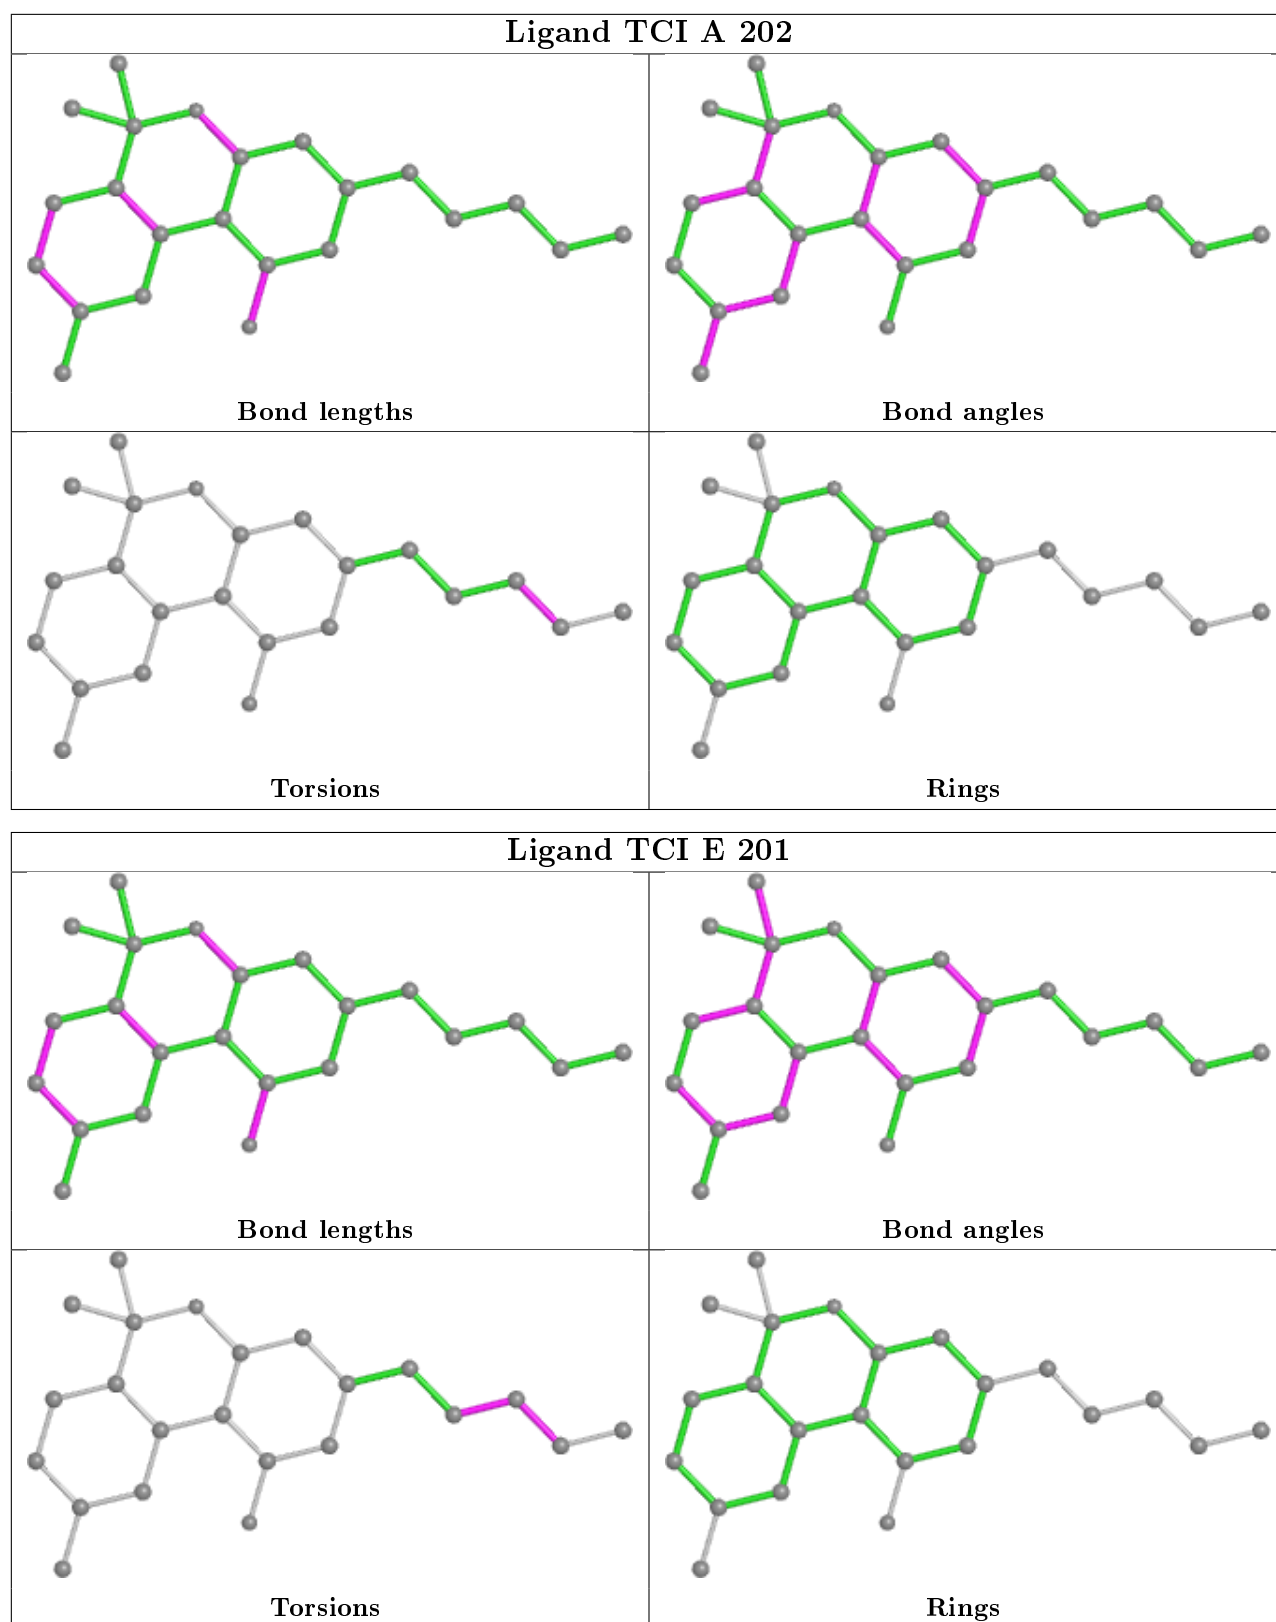 Ligand TCI A 202
Bond lengths
Bond angles
Torsions
Rings
Ligand TCI E 201
Bond lengths
Bond angles
Torsions
Rings